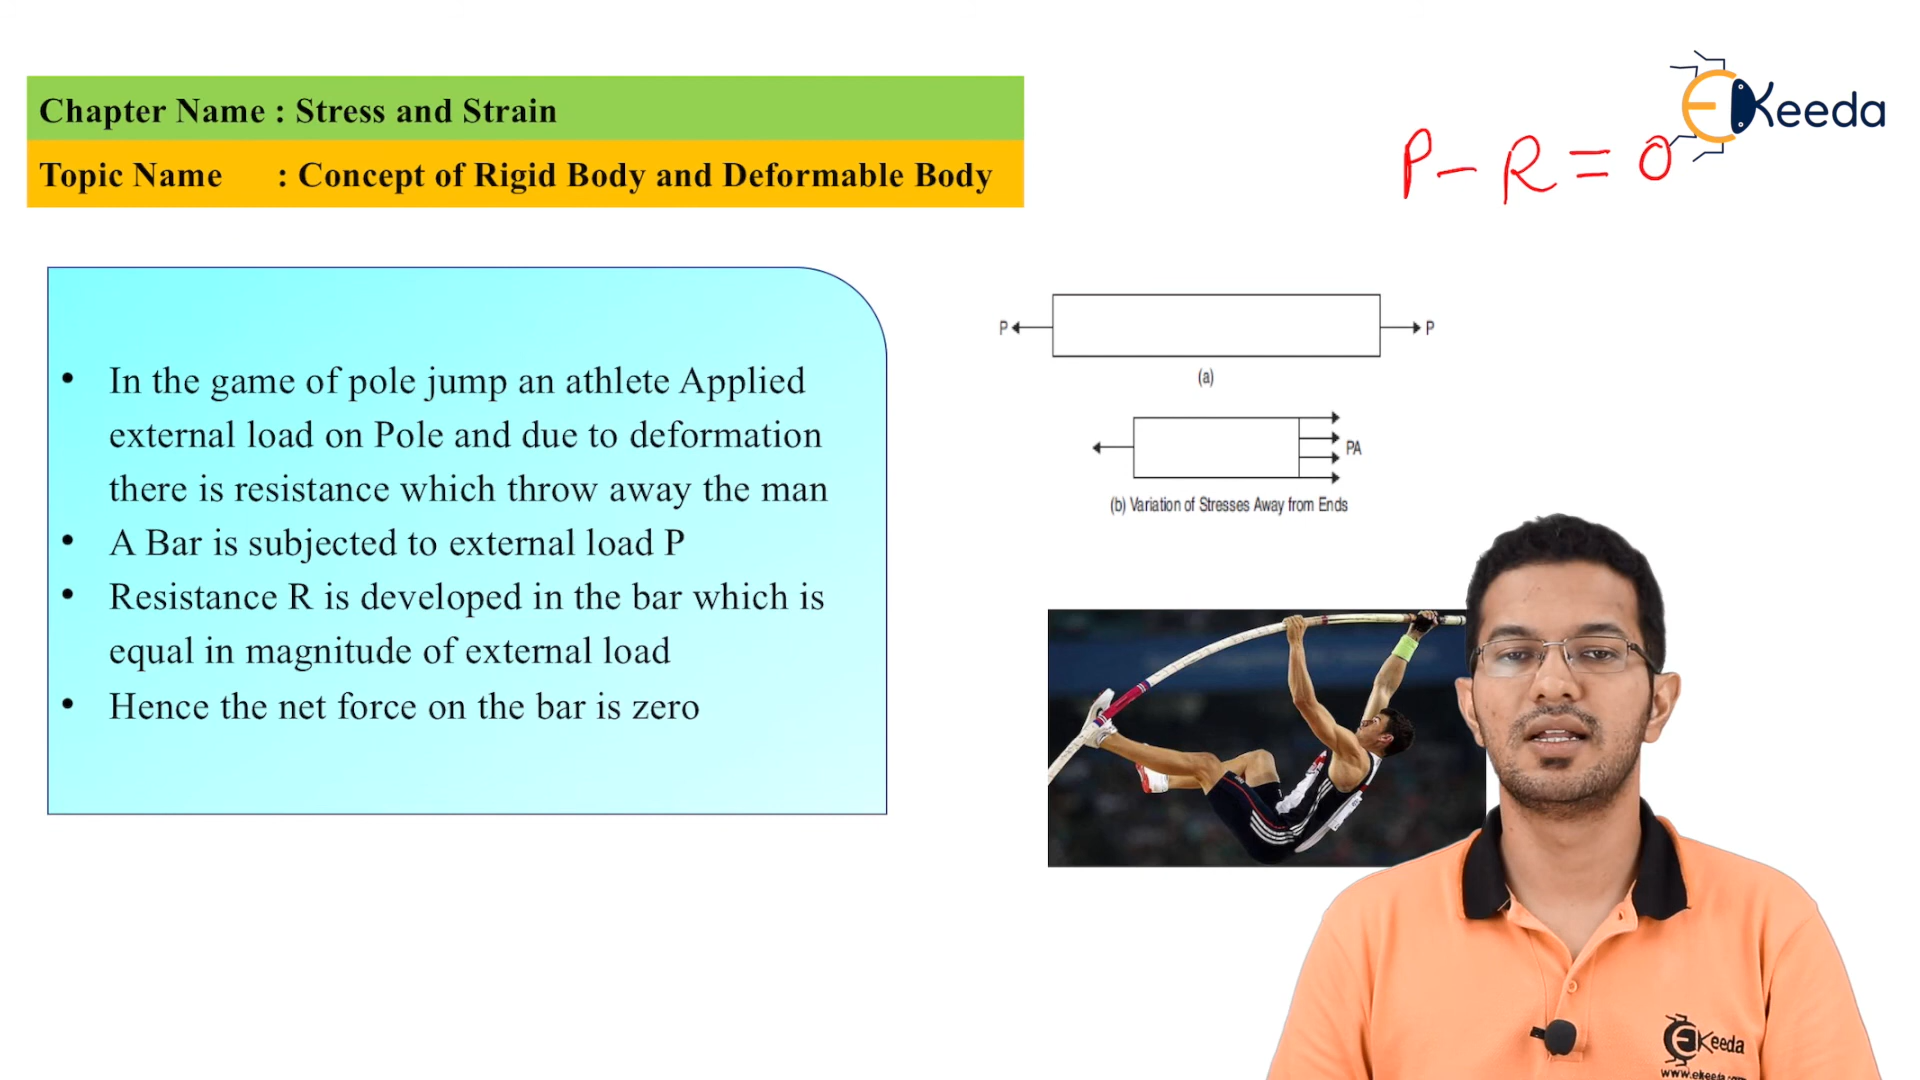 Chapter Name : Stress and Strain
Topic Name : Concept of Rigid Body and Deformable Body
EKeeda
P - R = 0
• In the game of pole jump an athlete Applied
external load on Pole and due to deformation
there is resistance which throw away the man
• A Bar is subjected to external load P
• Resistance R is developed in the bar which is
equal in magnitude of external load
• Hence the net force on the bar is zero
P P
(a)
PA
(b) Variation of Stresses Away from Ends
EKeeda